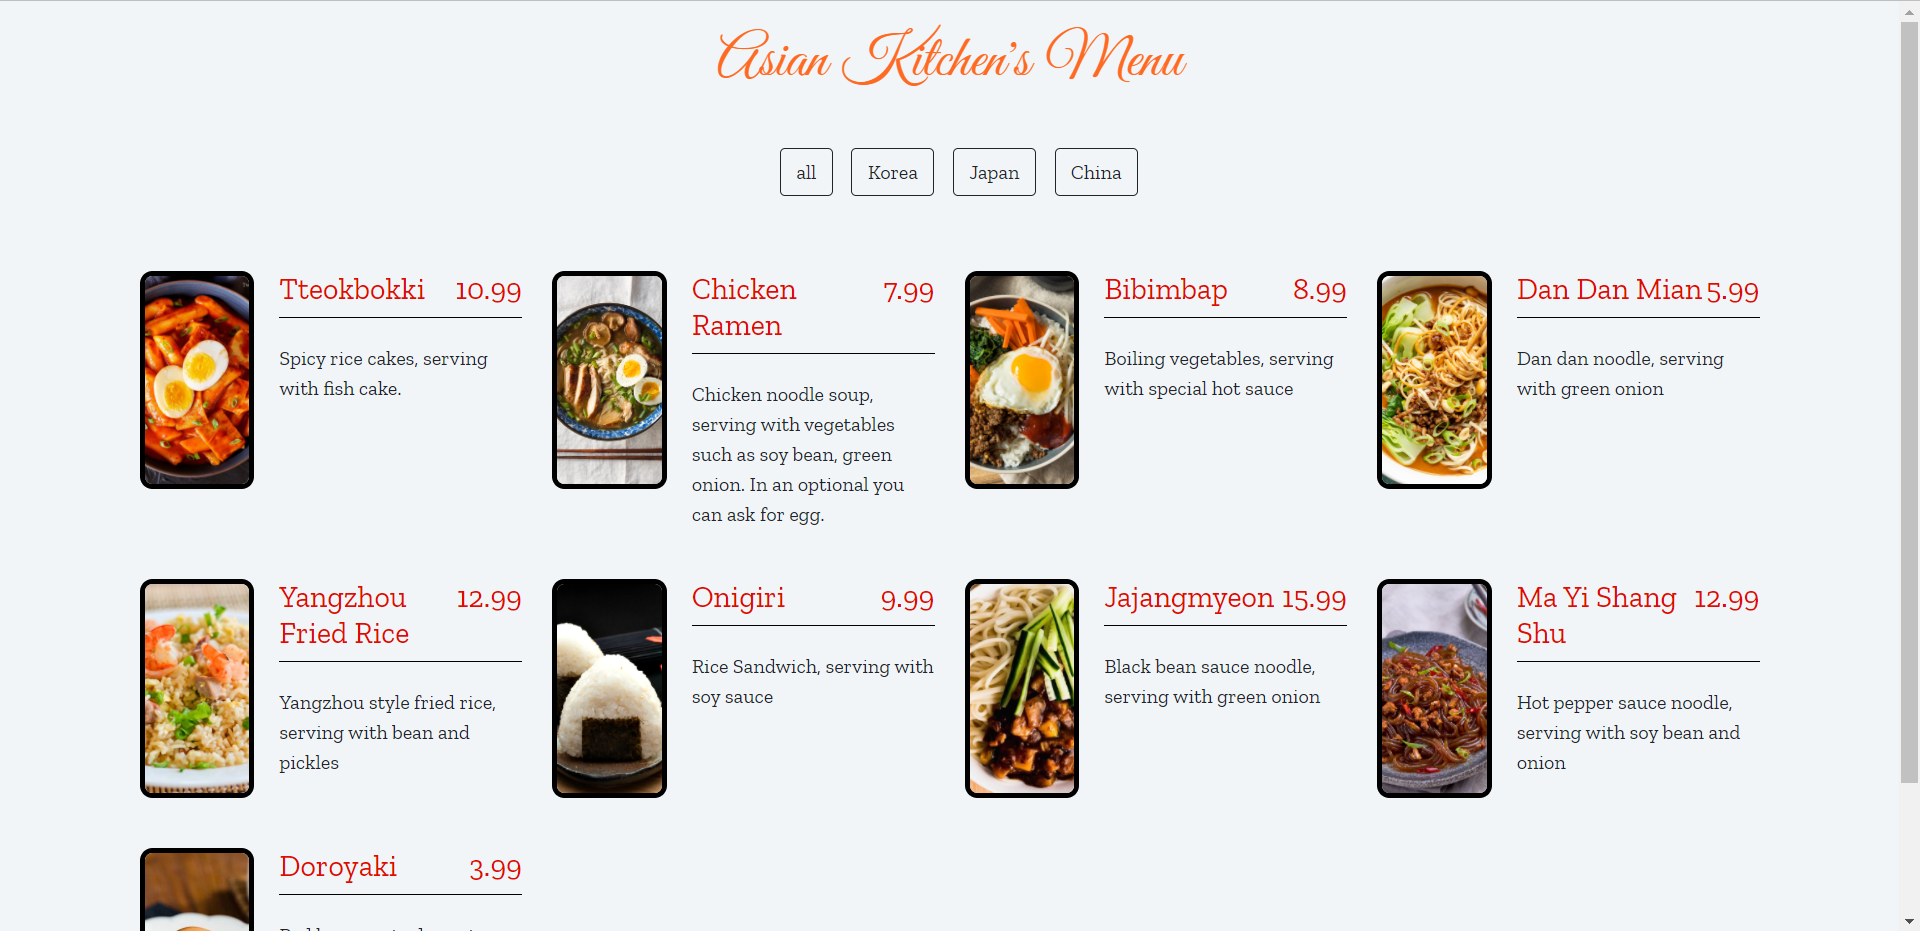 Asian Kitchen's Menu
all Korea Japan China
Tteokbokki 10.99
Spicy rice cakes, serving
with fish cake.
Chicken 7.99
Ramen
Chicken noodle soup,
serving with vegetables
such as soy bean, green
onion. In an optional you
can ask for egg.
Bibimbap 8.99
Boiling vegetables, serving
with special hot sauce
Dan Dan Mian 5.99
Dan dan noodle, serving
with green onion
Yangzhou 12.99
Fried Rice
Yangzhou style fried rice,
serving with bean and
pickles
Onigiri 9.99
Rice Sandwich, serving with
soy sauce
Jajangmyeon 15.99
Black bean sauce noodle,
serving with green onion
Ma Yi Shang 12.99
Shu
Hot pepper sauce noodle,
serving with soy bean and
onion
Doroyaki 3.99